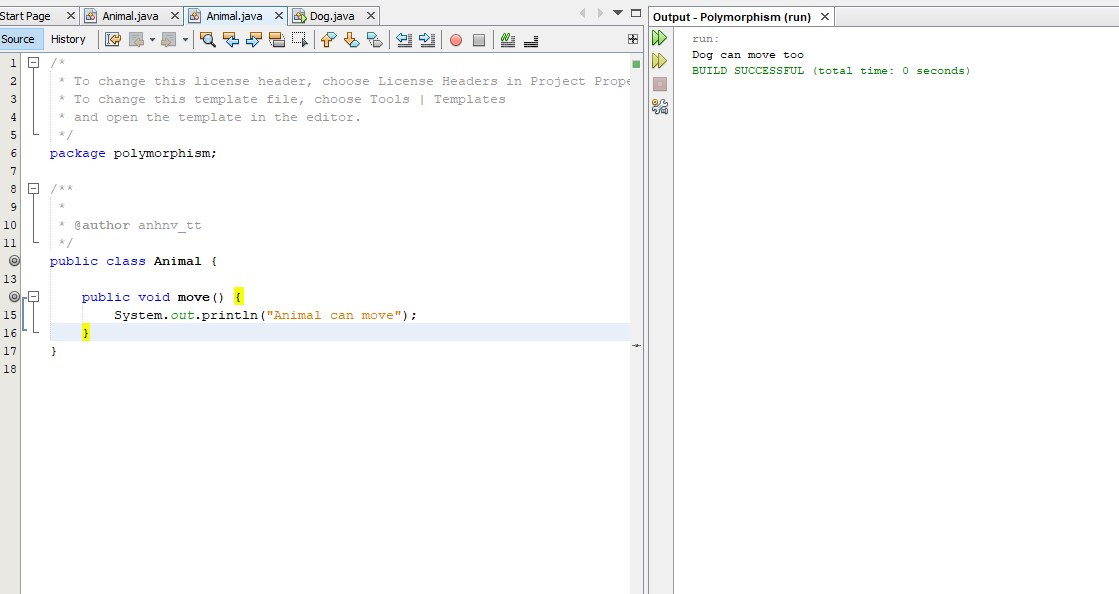 Start Page
Animal.java
Animal.java
Dog.java
Source
History
1 /*
2 * To change this license header, choose License Headers in Project Prope
3 * To change this template file, choose Tools | Templates
4 * and open the template in the editor.
5 */
6 package polymorphism;
7
8 /**
9 *
10 * @author anhnv_tt
11 */
public class Animal {
13
public void move() {
15 System.out.println("Animal can move");
16 }
17 }
18
Output - Polymorphism (run)
run:
Dog can move too
BUILD SUCCESSFUL (total time: 0 seconds)